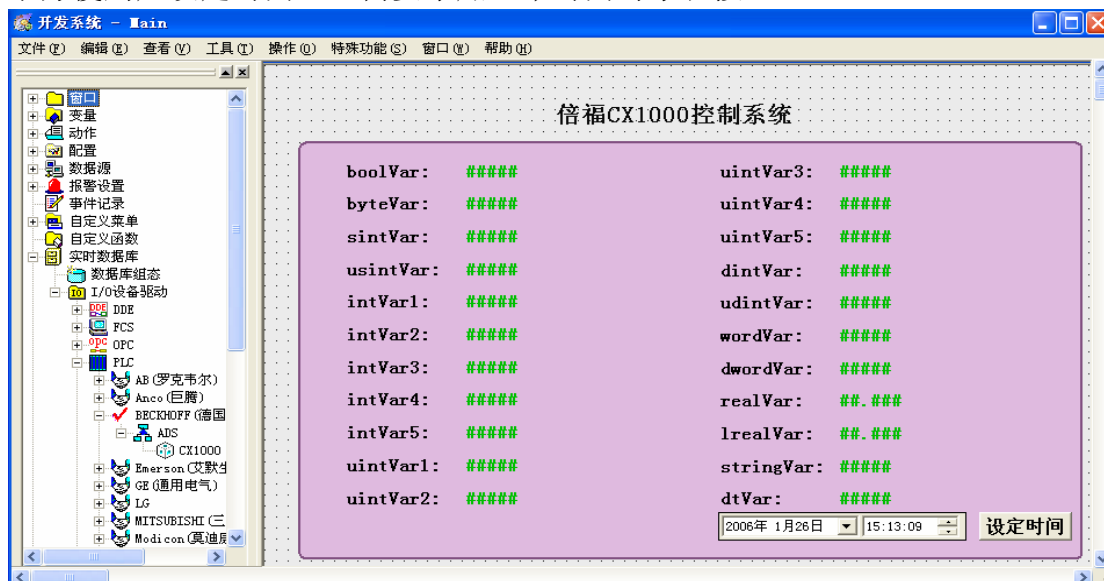 开发系统 - Main
文件(F) 编辑(E) 查看(V) 工具(T) 操作(O) 特殊功能(S) 窗口(W) 帮助(H)
窗口
变量
动作
配置
数据源
报警设置
事件记录
自定义菜单
自定义函数
实时数据库
数据库组态
I/O设备驱动
DDE DDE
FCS
OPC OPC
PLC
AB(罗克韦尔)
Anco(巨腾)
BECKHOFF(德国
ADS
CX1000
Emerson(艾默生
GE(通用电气)
LG
MITSUBISHI(三
Modicon(莫迪康
倍福CX1000控制系统
boolVar: #####
byteVar: #####
sintVar: #####
usintVar: #####
intVar1: #####
intVar2: #####
intVar3: #####
intVar4: #####
intVar5: #####
uintVar1: #####
uintVar2: #####
uintVar3: #####
uintVar4: #####
uintVar5: #####
dintVar: #####
udintVar: #####
wordVar: #####
dwordVar: #####
realVar: ##.###
lrealVar: ##.###
stringVar: #####
dtVar: #####
2006年 1月26日 15:13:09 设定时间